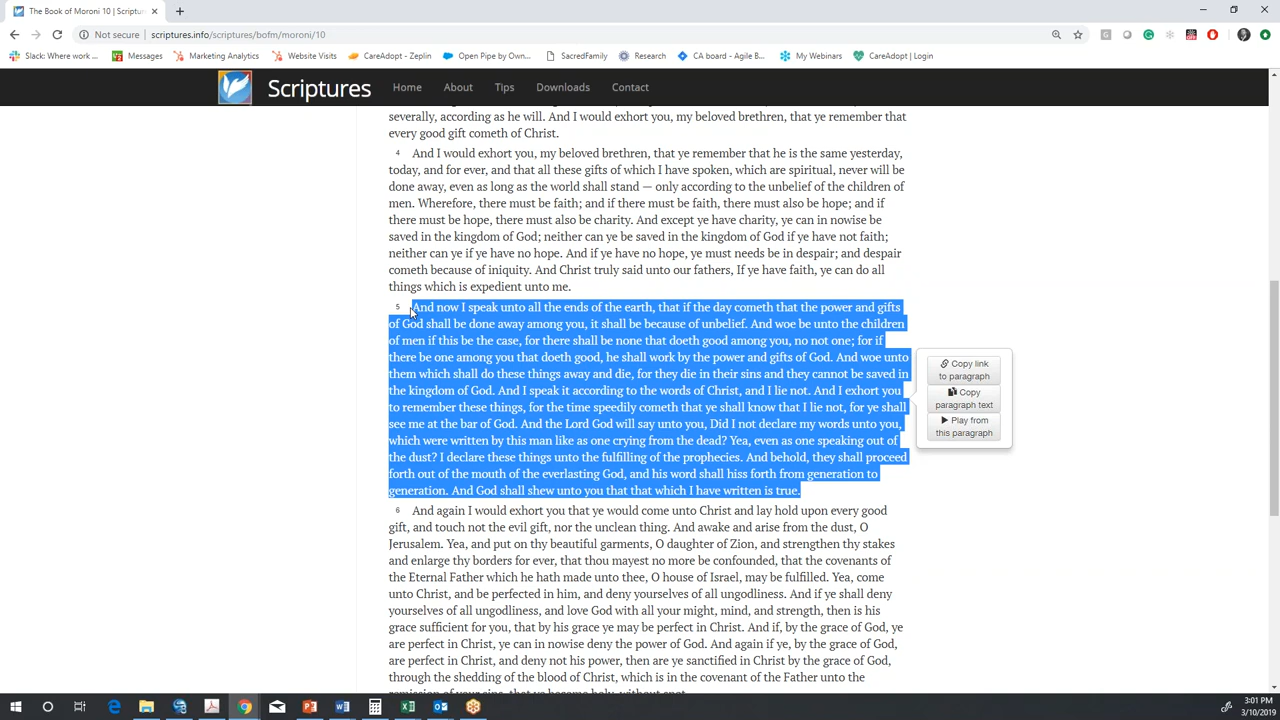 The Book of Moroni 10 | Scripture
Not secure | scriptures.info/scriptures/bofm/moroni/10
Slack: Where work ...
Messages
Marketing Analytics
Website Visits
CareAdopt - Zeplin
Open Pipe by Own...
SacredFamily
Research
CA board - Agile B...
My Webinars
CareAdopt | Login
Scriptures
Home
About
Tips
Downloads
Contact
severally, according as he will. And I would exhort you, my beloved brethren, that ye remember that
every good gift cometh of Christ.
4 And I would exhort you, my beloved brethren, that ye remember that he is the same yesterday,
today, and for ever, and that all these gifts of which I have spoken, which are spiritual, never will be
done away, even as long as the world shall stand — only according to the unbelief of the children of
men. Wherefore, there must be faith; and if there must be faith, there must also be hope; and if
there must be hope, there must also be charity. And except ye have charity, ye can in nowise be
saved in the kingdom of God; neither can ye be saved in the kingdom of God if ye have not faith;
neither can ye if ye have no hope. And if ye have no hope, ye must needs be in despair; and despair
cometh because of iniquity. And Christ truly said unto our fathers, If ye have faith, ye can do all
things which is expedient unto me.
5 And now I speak unto all the ends of the earth, that if the day cometh that the power and gifts
of God shall be done away among you, it shall be because of unbelief. And woe be unto the children
of men if this be the case, for there shall be none that doeth good among you, no not one; for if
there be one among you that doeth good, he shall work by the power and gifts of God. And woe unto
them which shall do these things away and die, for they die in their sins and they cannot be saved in
the kingdom of God. And I speak it according to the words of Christ, and I lie not. And I exhort you
to remember these things, for the time speedily cometh that ye shall know that I lie not, for ye shall
see me at the bar of God. And the Lord God will say unto you, Did I not declare my words unto you,
which were written by this man like as one crying from the dead? Yea, even as one speaking out of
the dust? I declare these things unto the fulfilling of the prophecies. And behold, they shall proceed
forth out of the mouth of the everlasting God, and his word shall hiss forth from generation to
generation. And God shall shew unto you that that which I have written is true.
Copy link
to paragraph
Copy
paragraph text
Play from
this paragraph
6 And again I would exhort you that ye would come unto Christ and lay hold upon every good
gift, and touch not the evil gift, nor the unclean thing. And awake and arise from the dust, O
Jerusalem. Yea, and put on thy beautiful garments, O daughter of Zion, and strengthen thy stakes
and enlarge thy borders for ever, that thou mayest no more be confounded, that the covenants of
the Eternal Father which he hath made unto thee, O house of Israel, may be fulfilled. Yea, come
unto Christ, and be perfected in him, and deny yourselves of all ungodliness. And if ye shall deny
yourselves of all ungodliness, and love God with all your might, mind, and strength, then is his
grace sufficient for you, that by his grace ye may be perfect in Christ. And if, by the grace of God, ye
are perfect in Christ, ye can in nowise deny the power of God. And again if ye, by the grace of God,
are perfect in Christ, and deny not his power, then are ye sanctified in Christ by the grace of God,
through the shedding of the blood of Christ, which is in the covenant of the Father unto the
remission of your sins, that ye become holy, without spot.
3:01 PM
3/10/2019